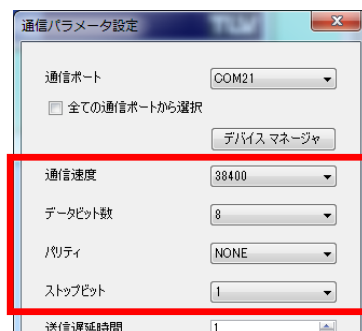 通信パラメータ設定
通信ポート COM21
全ての通信ポートから選択
デバイス マネージャ
通信速度 38400
データビット数 8
パリティ NONE
ストップビット 1
送信遅延時間 1